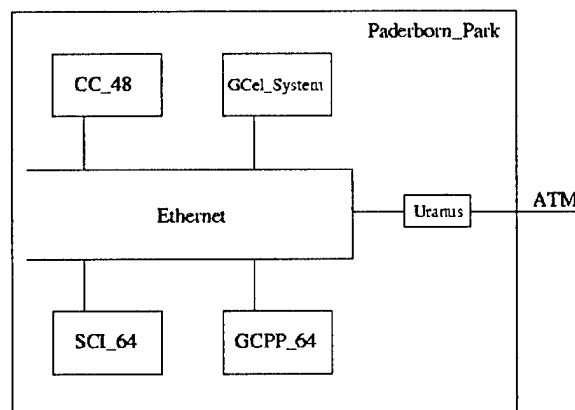 Paderborn_Park
CC_48
GCel_System
Ethernet
Uranus
ATM
SCI_64
GCPP_64